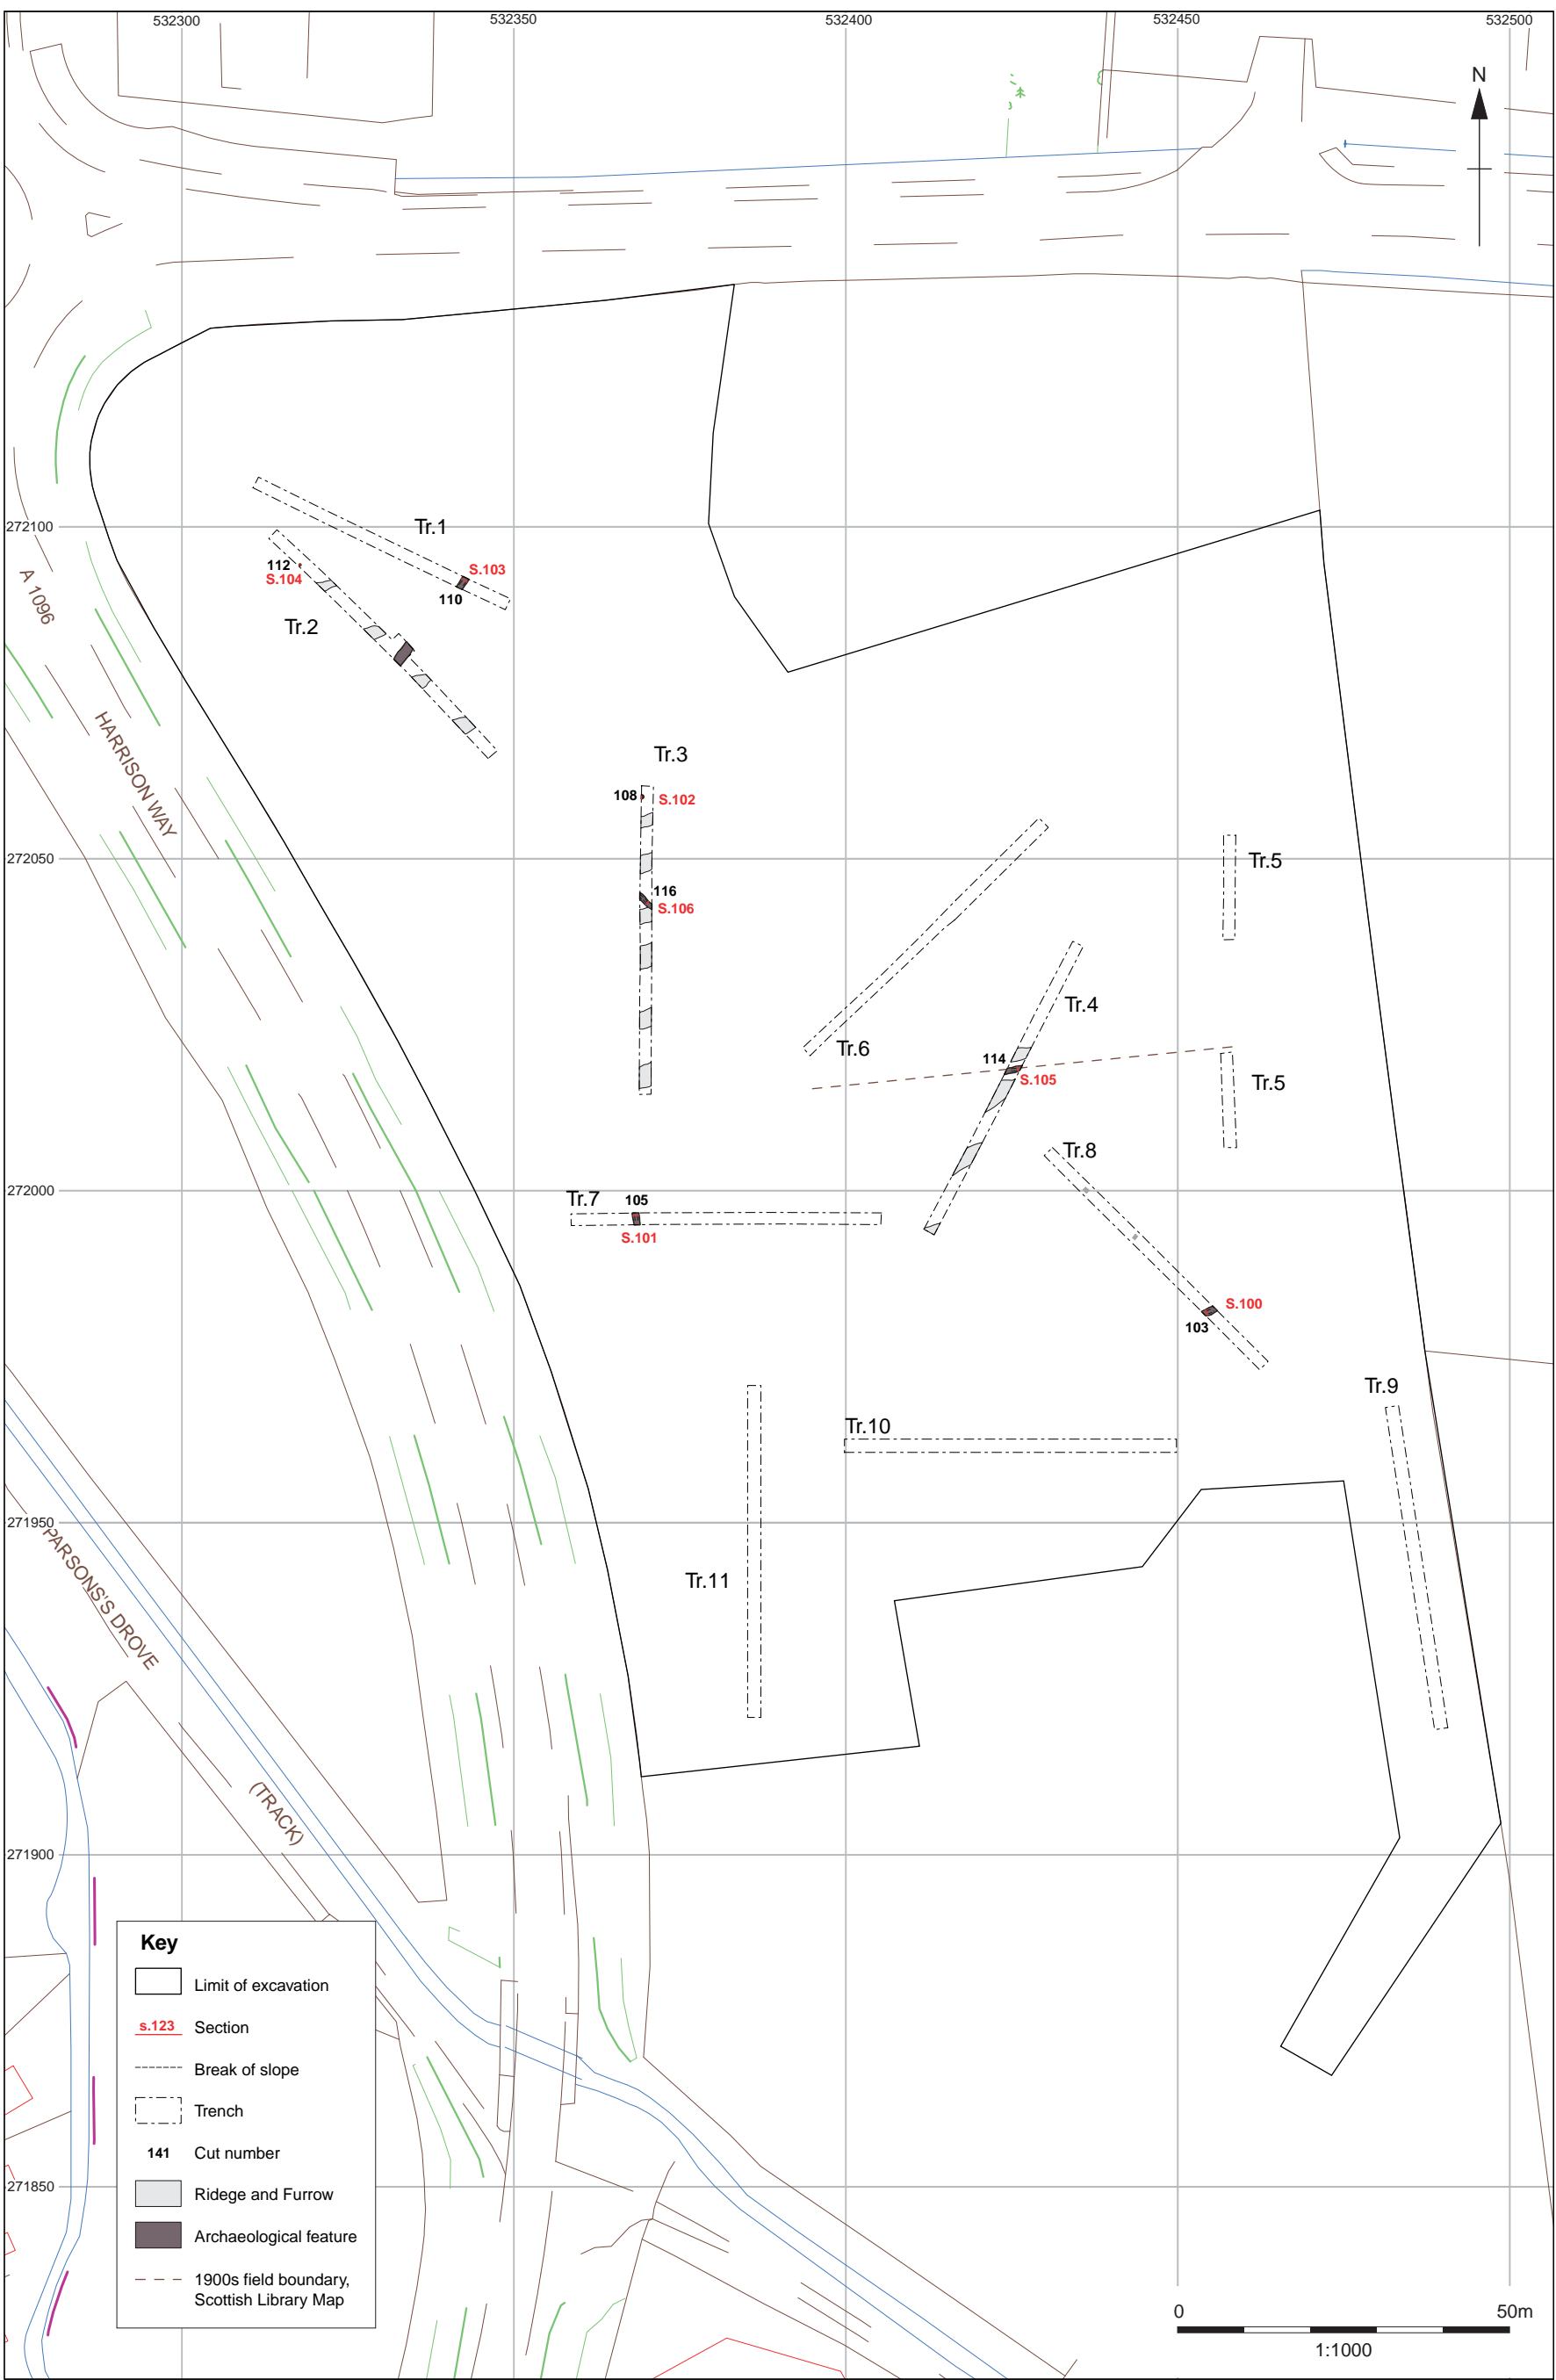 532300 532350 532400 532450 532500
N
272100
Tr.1
S.103
110
112
S.104
Tr.2
A 1096
HARRISON WAY
Tr.3
108 S.102
272050
116
S.106
Tr.5
Tr.4
Tr.6
114
S.105
Tr.5
Tr.8
272000
Tr.7 105
S.101
S.100
103
Tr.9
Tr.10
271950
PARSONS'S DROVE
Tr.11
(TRACK)
271900
Key
Limit of excavation
s.123 Section
Break of slope
Trench
141 Cut number
Ridege and Furrow
Archaeological feature
1900s field boundary,
Scottish Library Map
271850
0 50m
1:1000